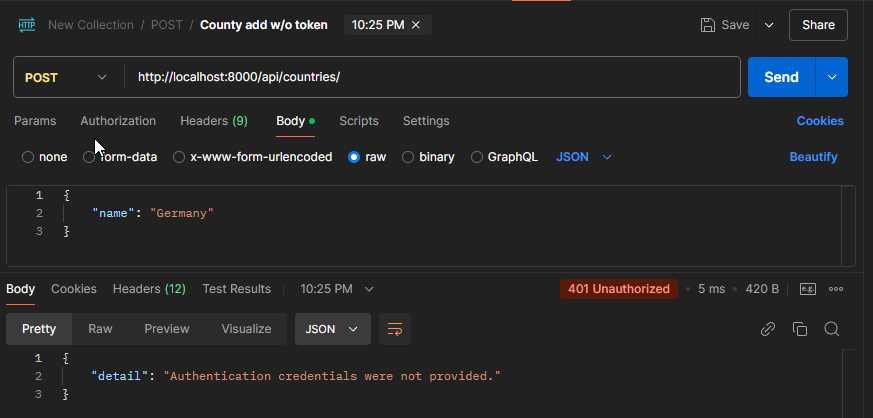 HTTP New Collection / POST / County add w/o token 10:25 PM Save Share
POST http://localhost:8000/api/countries/ Send
Params Authorization Headers (9) Body Scripts Settings Cookies
none form-data x-www-form-urlencoded raw binary GraphQL JSON Beautify
1 {
2 "name": "Germany"
3 }
Body Cookies Headers (12) Test Results 10:25 PM 401 Unauthorized 5 ms 420 B e.g.
Pretty Raw Preview Visualize JSON
1 {
2 "detail": "Authentication credentials were not provided."
3 }